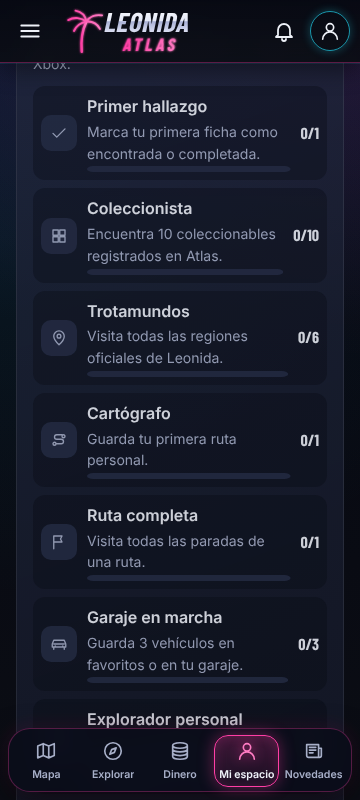 LEONIDA
ATLAS
Xbox.
Primer hallazgo
Marca tu primera ficha como
encontrada o completada.
0/1
Coleccionista
Encuentra 10 coleccionables
registrados en Atlas.
0/10
Trotamundos
Visita todas las regiones
oficiales de Leonida.
0/6
Cartógrafo
Guarda tu primera ruta
personal.
0/1
Ruta completa
Visita todas las paradas de
una ruta.
0/1
Garaje en marcha
Guarda 3 vehículos en
favoritos o en tu garaje.
0/3
Explorador personal
Mapa
Explorar
Dinero
Mi espacio
Novedades